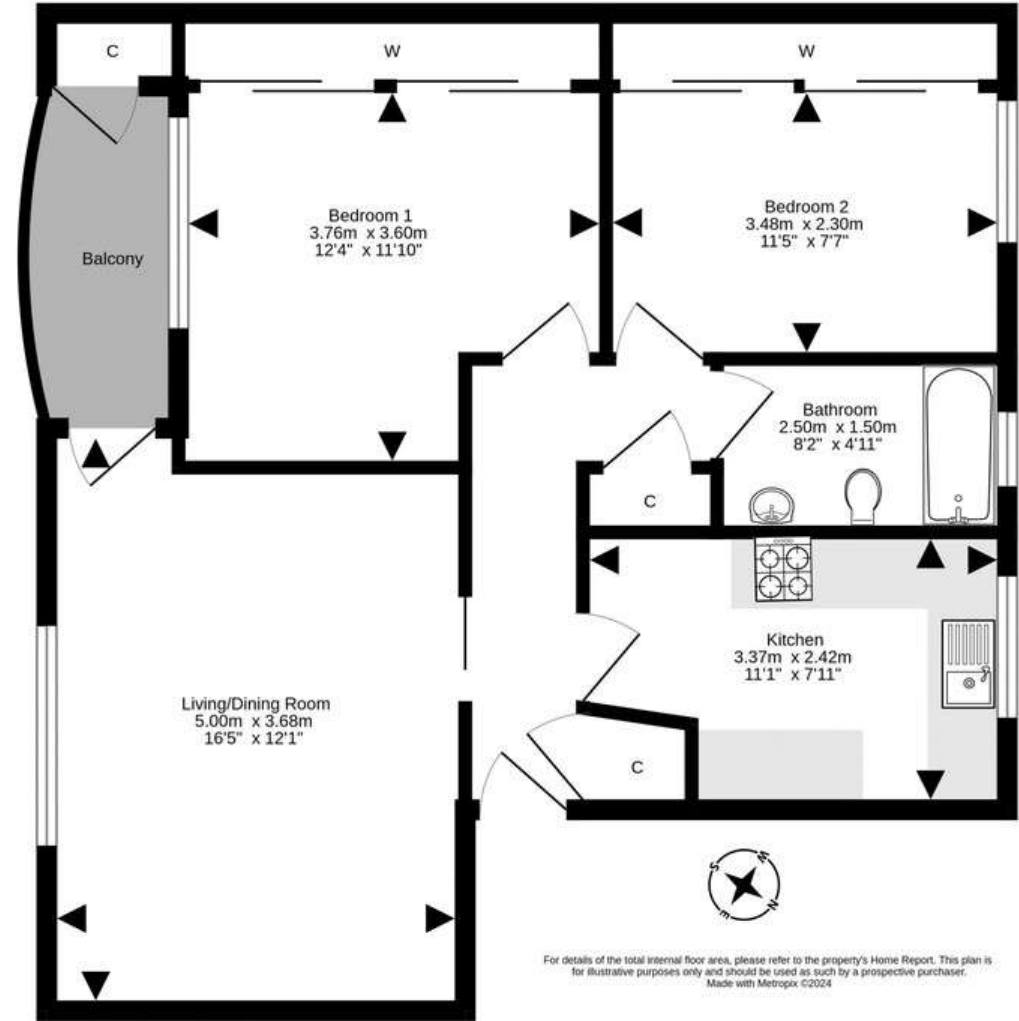 C
W
W
Bedroom 1
3.76m x 3.60m
12'4" x 11'10"
Bedroom 2
3.48m x 2.30m
11'5" x 7'7"
Balcony
Bathroom
2.50m x 1.50m
8'2" x 4'11"
C
Kitchen
3.37m x 2.42m
11'1" x 7'11"
Living/Dining Room
5.00m x 3.68m
16'5" x 12'1"
C
S
W
E
N
For details of the total internal floor area, please refer to the property's Home Report. This plan is
for illustrative purposes only and should be used as such by a prospective purchaser.
Made with Metropix ©2024